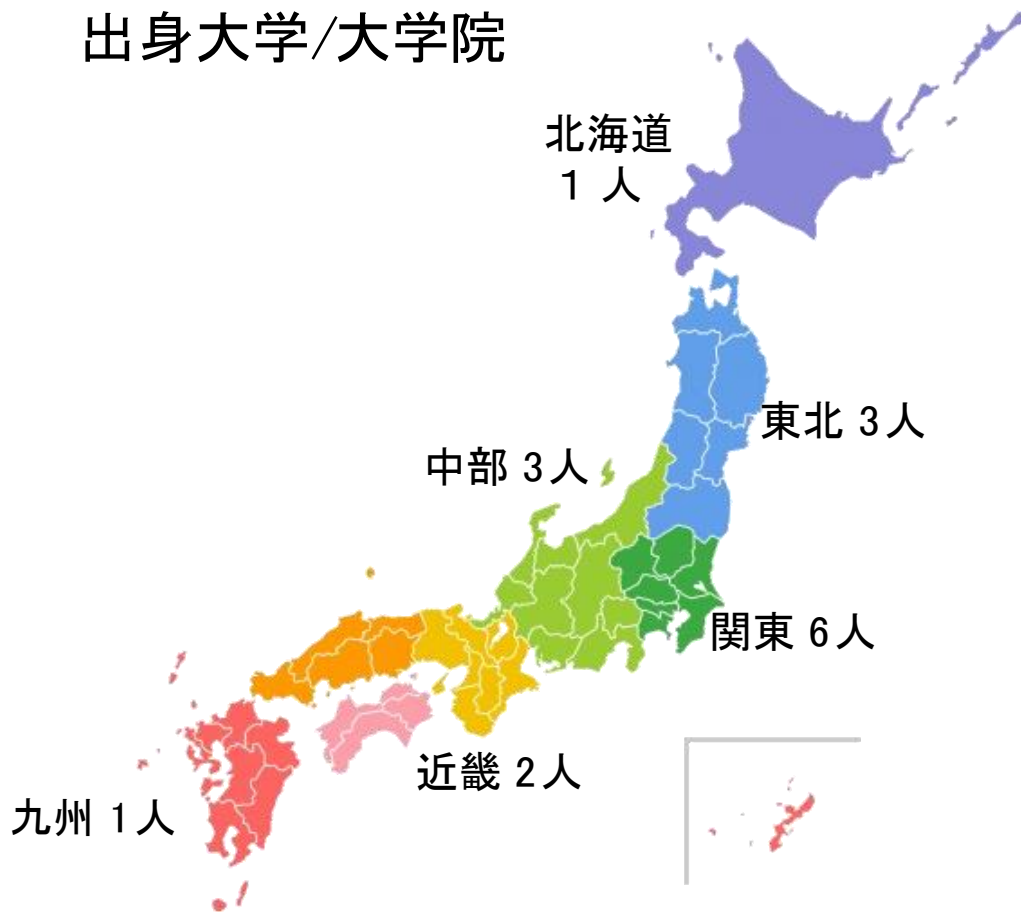 出身大学/大学院
北海道
1 人
東北 3人
中部 3人
関東 6人
近畿 2人
九州 1人